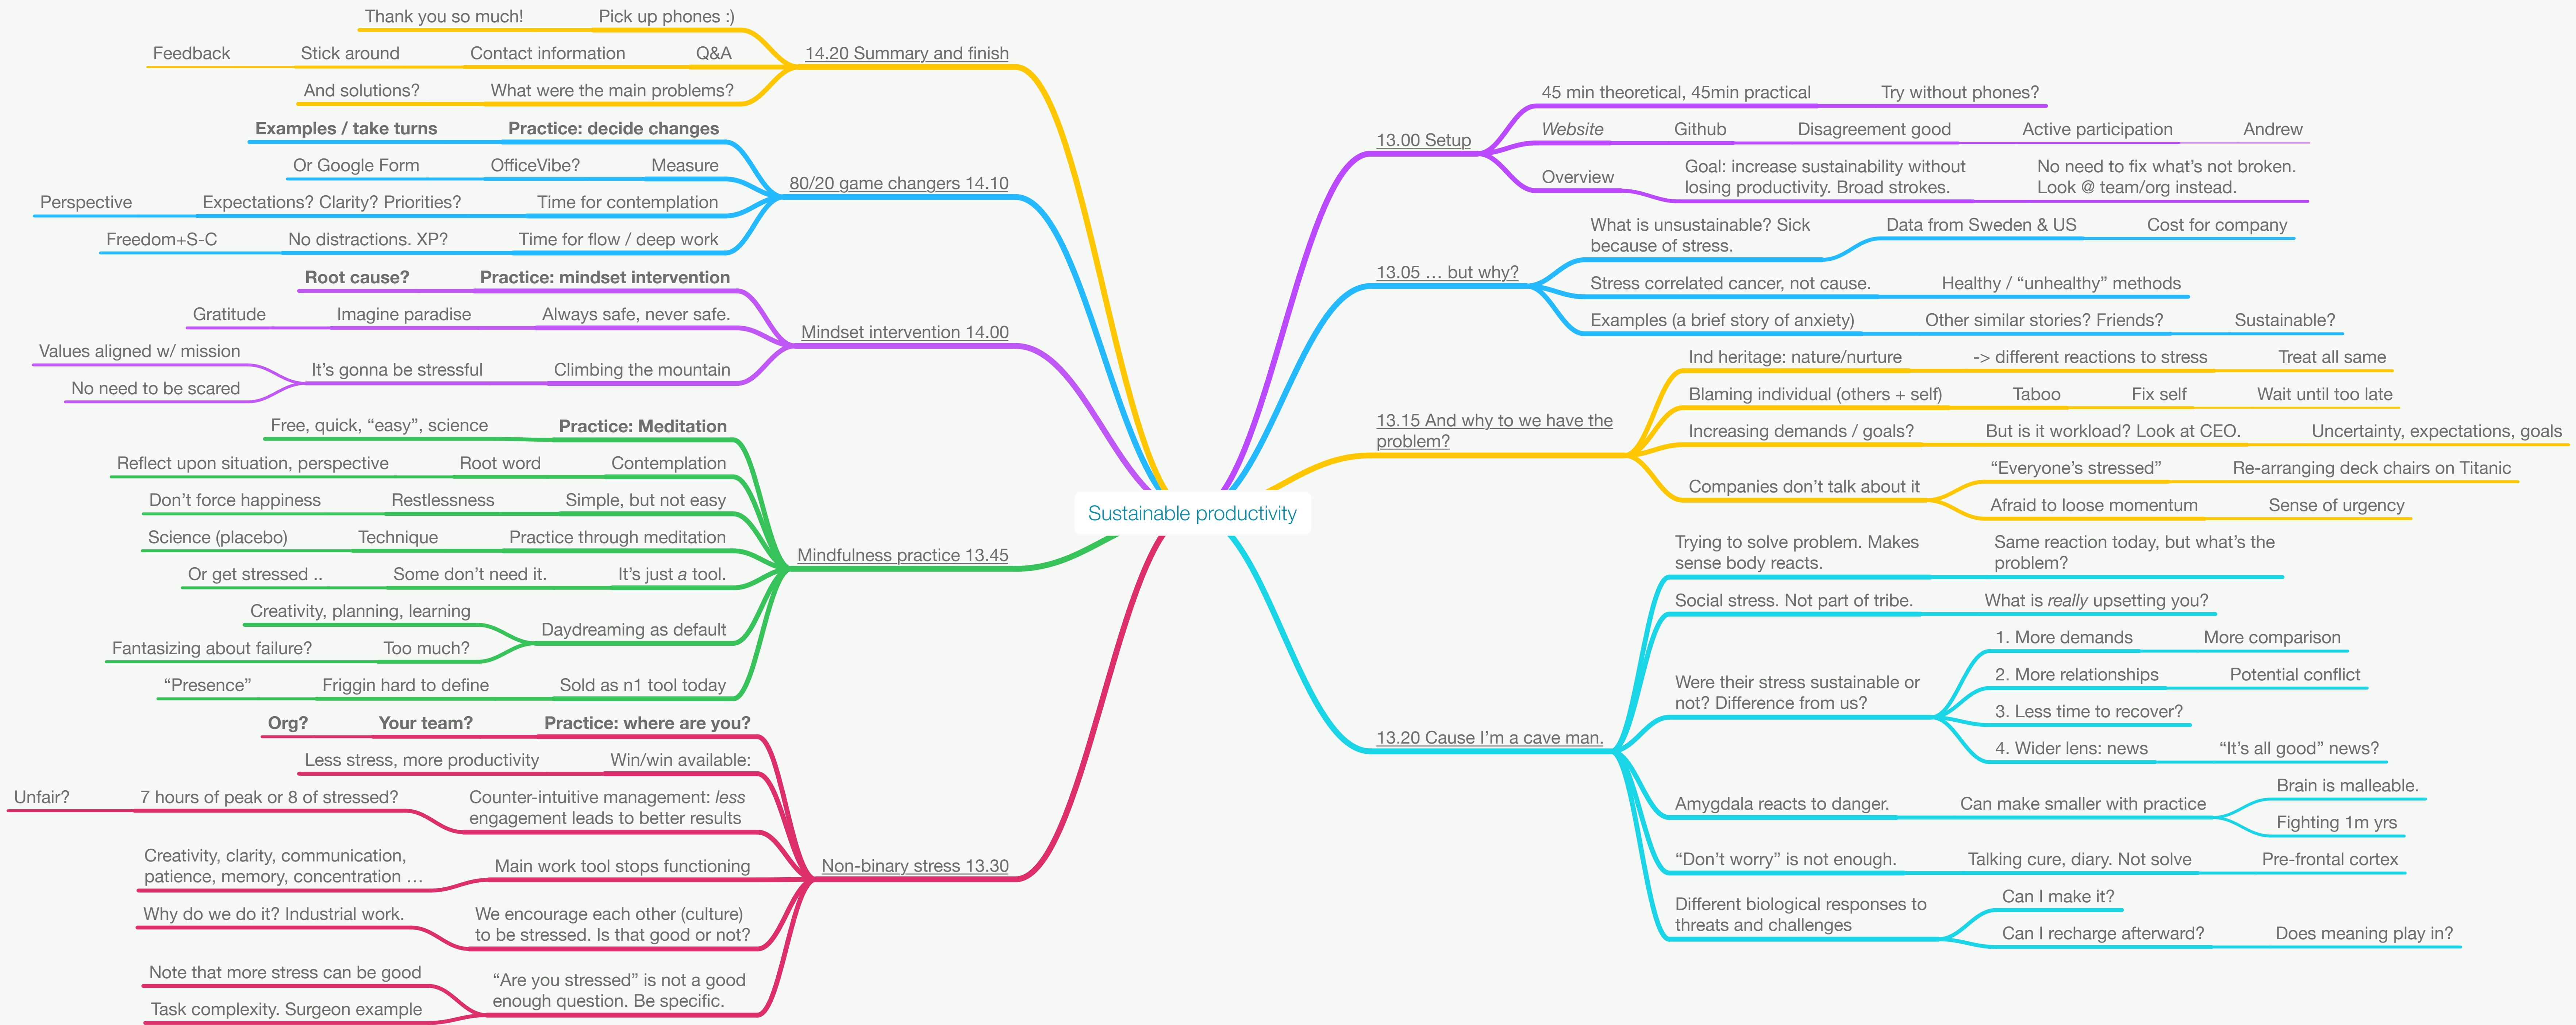 Sustainable productivity
13.00 Setup
45 min theoretical, 45min practical
Try without phones?
Website
Github
Disagreement good
Active participation
Andrew
Overview
Goal: increase sustainability without
losing productivity. Broad strokes.
No need to fix what's not broken.
Look @ team/org instead.
13.05 … but why?
What is unsustainable? Sick
because of stress.
Data from Sweden & US
Cost for company
Stress correlated cancer, not cause.
Healthy / “unhealthy” methods
Examples (a brief story of anxiety)
Other similar stories? Friends?
Sustainable?
13.15 And why to we have the
problem?
Ind heritage: nature/nurture
-> different reactions to stress
Treat all same
Blaming individual (others + self)
Taboo
Fix self
Wait until too late
Increasing demands / goals?
But is it workload? Look at CEO.
Uncertainty, expectations, goals
Companies don’t talk about it
“Everyone’s stressed”
Re-arranging deck chairs on Titanic
Afraid to loose momentum
Sense of urgency
13.20 Cause I’m a cave man.
Trying to solve problem. Makes
sense body reacts.
Same reaction today, but what’s the
problem?
Social stress. Not part of tribe.
What is really upsetting you?
Were their stress sustainable or
not? Difference from us?
1. More demands
More comparison
2. More relationships
Potential conflict
3. Less time to recover?
4. Wider lens: news
“It’s all good” news?
Amygdala reacts to danger.
Can make smaller with practice
Brain is malleable.
Fighting 1m yrs
“Don’t worry” is not enough.
Talking cure, diary. Not solve
Pre-frontal cortex
Different biological responses to
threats and challenges
Can I make it?
Can I recharge afterward?
Does meaning play in?
Non-binary stress 13.30
Practice: where are you?
Your team?
Org?
Win/win available:
Less stress, more productivity
Counter-intuitive management: less
engagement leads to better results
7 hours of peak or 8 of stressed?
Unfair?
Main work tool stops functioning
Creativity, clarity, communication,
patience, memory, concentration …
We encourage each other (culture)
to be stressed. Is that good or not?
Why do we do it? Industrial work.
“Are you stressed” is not a good
enough question. Be specific.
Note that more stress can be good
Task complexity. Surgeon example
Mindfulness practice 13.45
Practice: Meditation
Free, quick, “easy”, science
Contemplation
Root word
Reflect upon situation, perspective
Simple, but not easy
Restlessness
Don’t force happiness
Practice through meditation
Technique
Science (placebo)
It’s just a tool.
Some don’t need it.
Or get stressed ..
Daydreaming as default
Creativity, planning, learning
Too much?
Fantasizing about failure?
Sold as n1 tool today
Friggin hard to define
“Presence”
Mindset intervention 14.00
Practice: mindset intervention
Root cause?
Always safe, never safe.
Imagine paradise
Gratitude
Climbing the mountain
It’s gonna be stressful
Values aligned w/ mission
No need to be scared
80/20 game changers 14.10
Practice: decide changes
Examples / take turns
Measure
OfficeVibe?
Or Google Form
Time for contemplation
Expectations? Clarity? Priorities?
Perspective
Time for flow / deep work
No distractions. XP?
Freedom+S-C
14.20 Summary and finish
Pick up phones :)
Thank you so much!
Q&A
Contact information
Stick around
Feedback
What were the main problems?
And solutions?